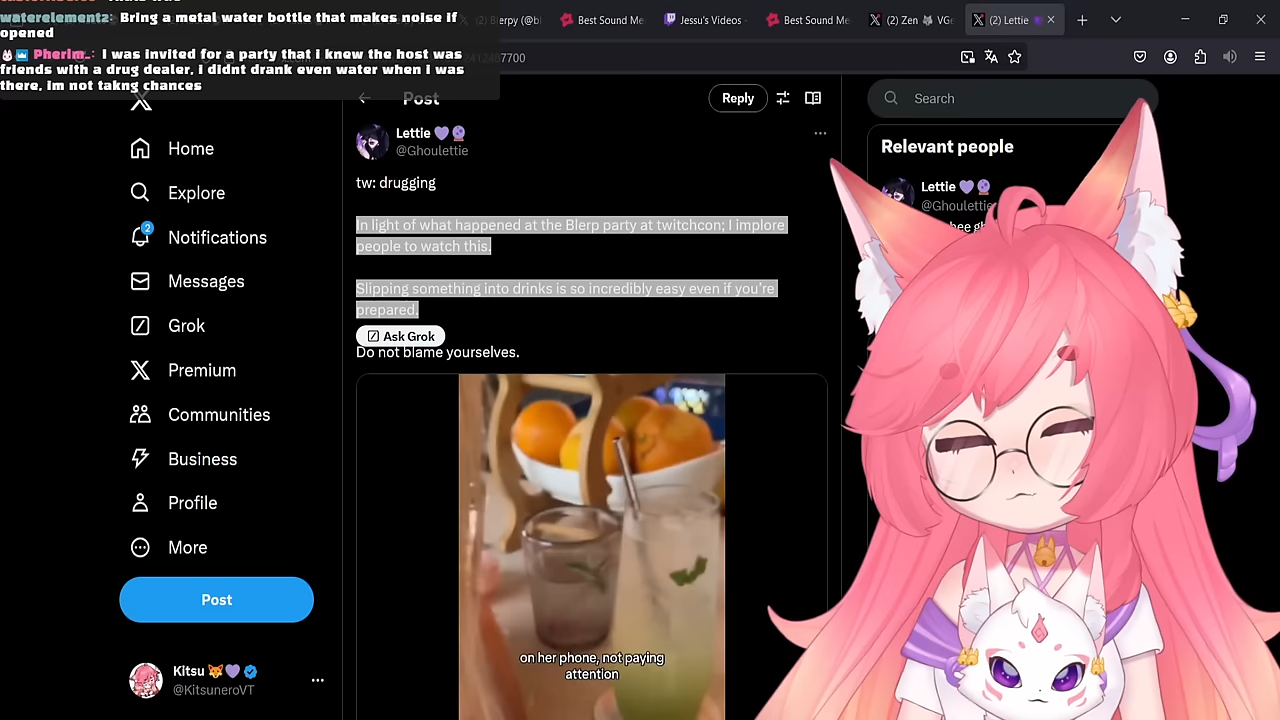 waterelement2: Bring a metal water bottle that makes noise if
opened
Pherim_: I was invited for a party that i knew the host was
friends with a drug dealer, I didnt drank even water when i was
there, im not takng chances
Best Sound Me
Jessu's Videos -
Best Sound Me
(2) Zen
VGe
(2) Lettie
Post
Reply
Search
Lettie
@Ghoulettie
Relevant people
Lettie
@Ghoulettie
Home
Explore
2
Notifications
Messages
Grok
Premium
Communities
Business
Profile
More
Post
Kitsu
@KitsuneroVT
tw: drugging
In light of what happened at the Blerp party at twitchcon; I implore
people to watch this.
Slipping something into drinks is so incredibly easy even if you're
prepared.
Ask Grok
Do not blame yourselves.
on her phone, not paying
attention